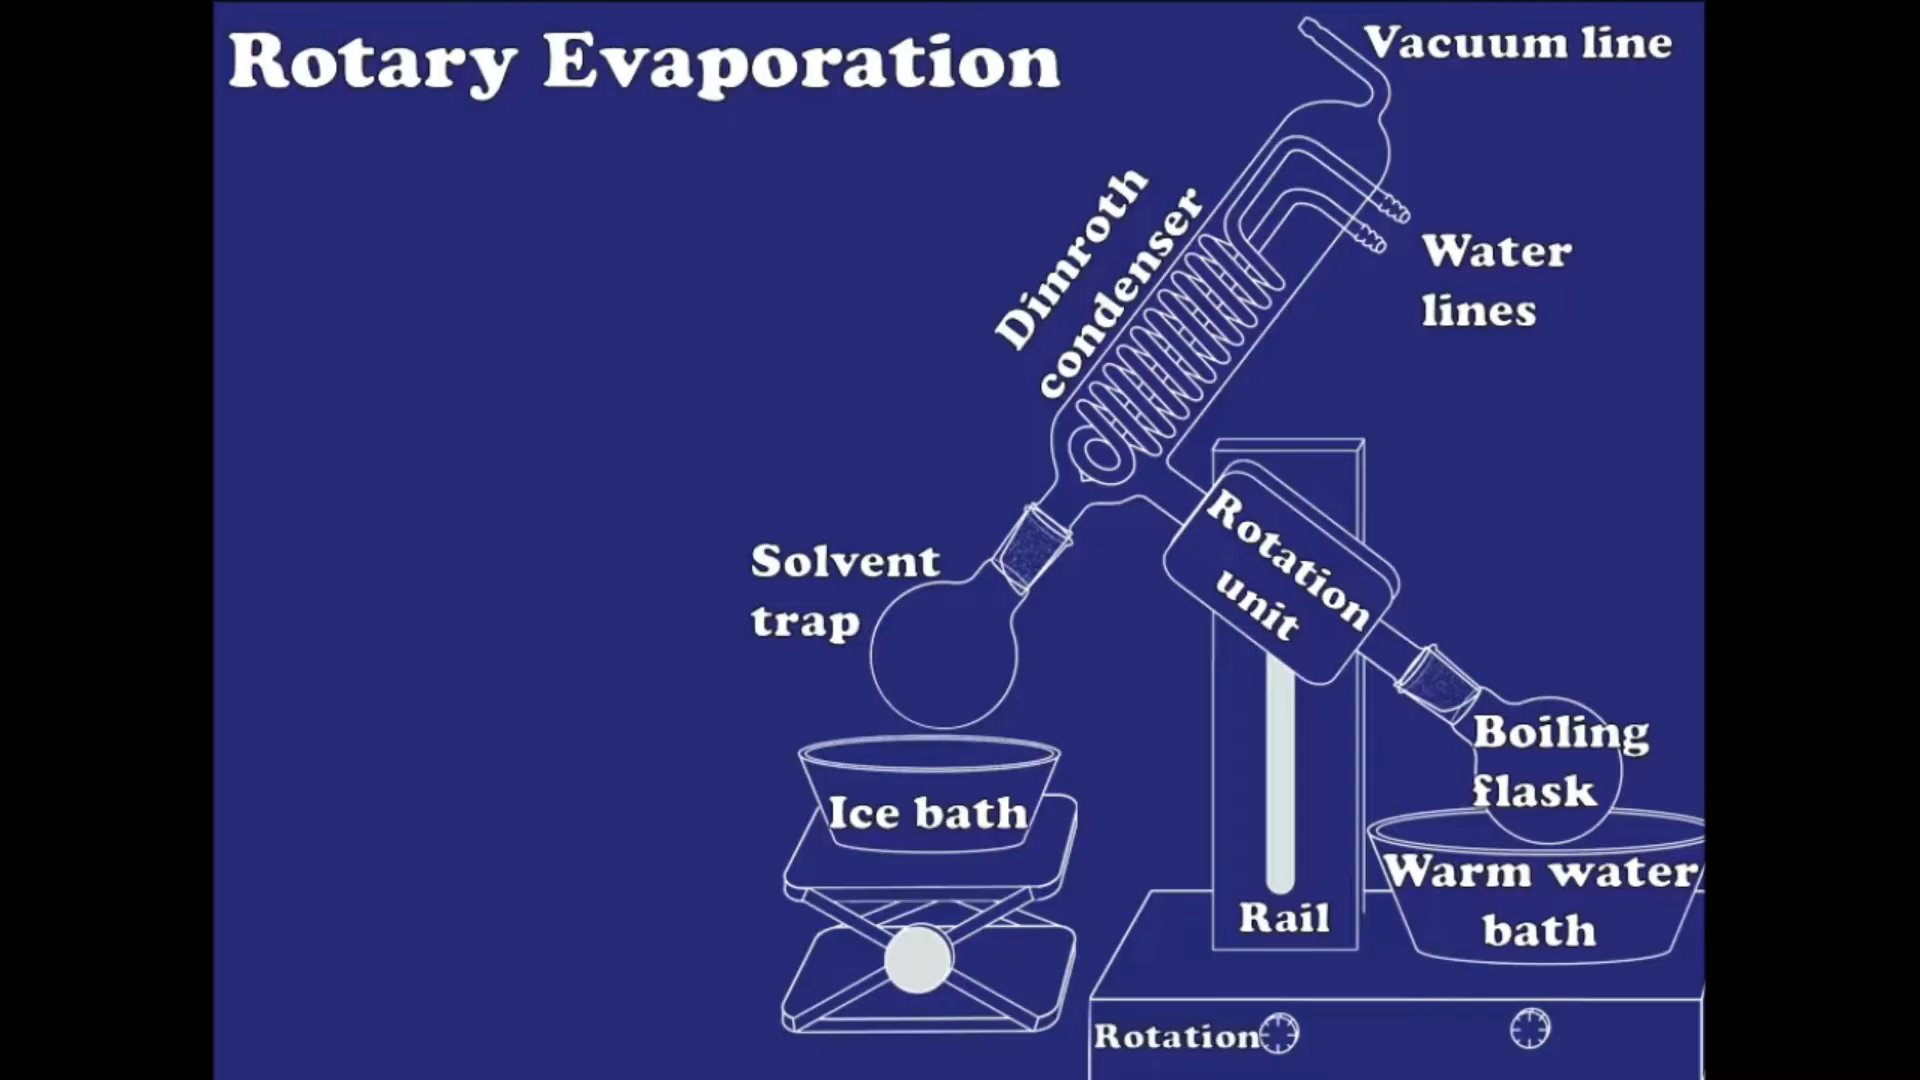 Rotary Evaporation
Vacuum line
Dimroth
condenser
Water
lines
Rotation
unit
Solvent
trap
Boiling
flask
Ice bath
Warm water
bath
Rail
Rotation